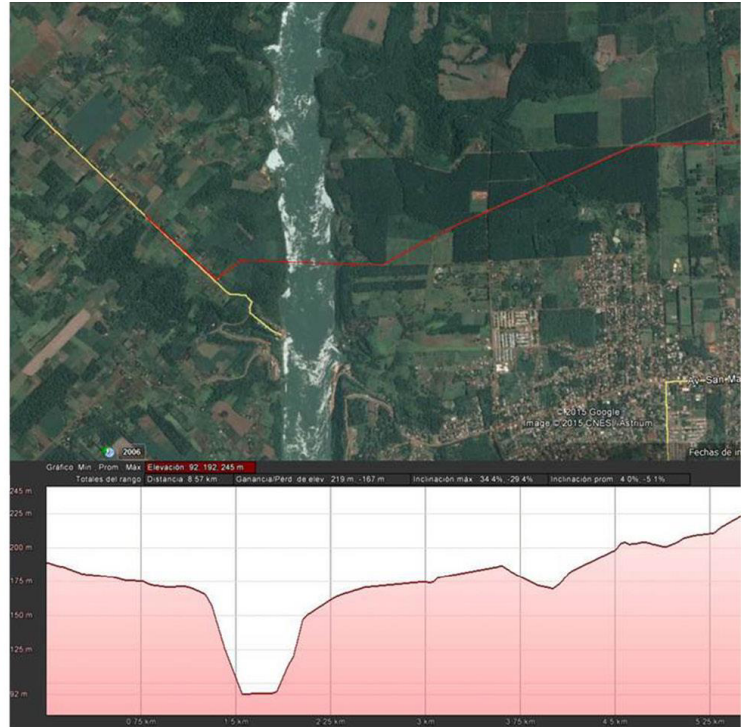 Av San Ma
© 2015 Google
Image © 2015 CNES / Astrium
2006
Fechas de in
Gráfico Min Prom Máx Elevación 92, 192, 245 m
Totales del rango Distancia 8.57 km Ganancia/Pérd de elev 219 m, -167 m Inclinación máx 34.4%, -29.4% Inclinación prom 4.0%, -5.1%
245 m
225 m
200 m
175 m
150 m
125 m
92 m
0.75 km 1.5 km 2.25 km 3 km 3.75 km 4.5 km 5.25 km